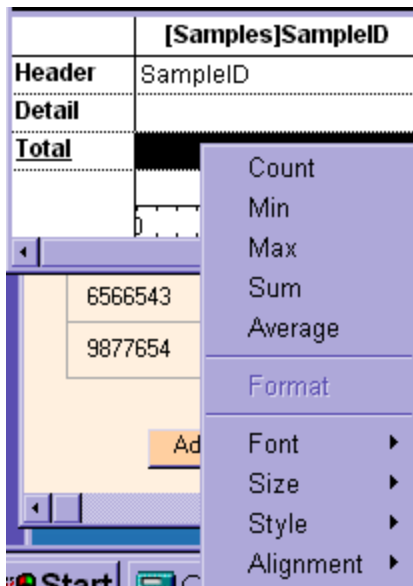 [Samples]SampleID
Header SampleID
Detail
Total
Count
Min
Max
Sum
Average
Format
Font
Size
Style
Alignment
6566543
9877654
Ad
Start